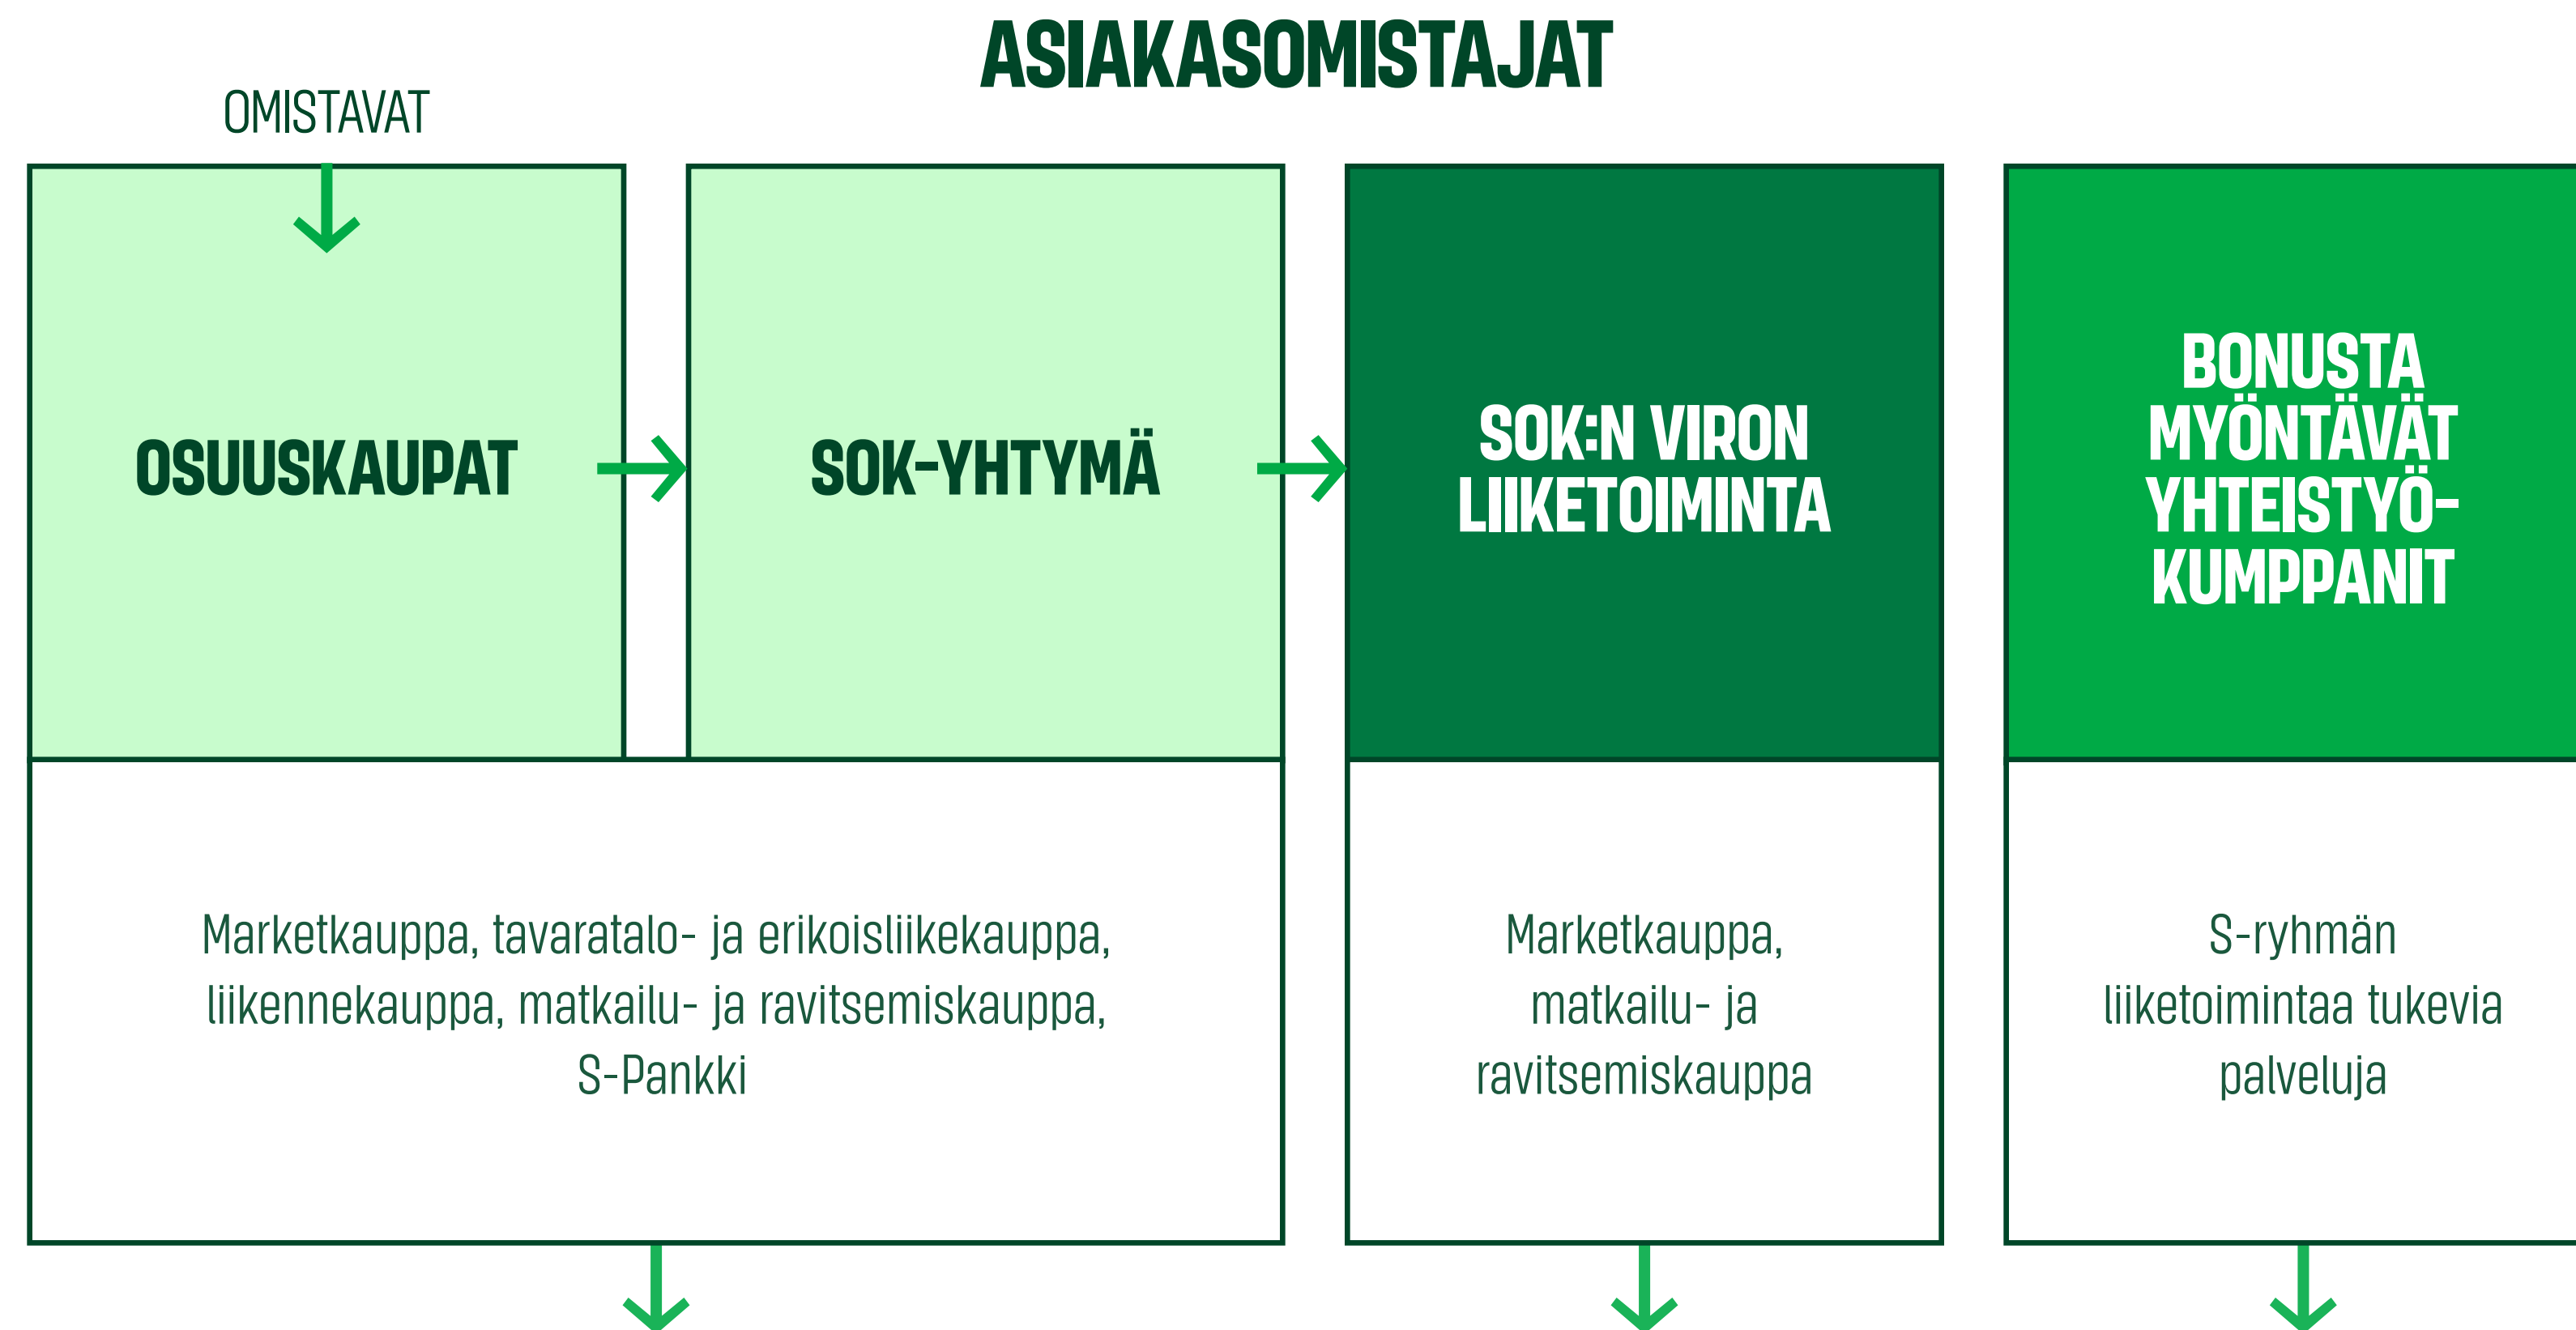 ASIAKASOMISTAJAT
OMISTAVAT
OSUUSKAUPAT
SOK-YHTYMÄ
SOK:N VIRON
LIIKETOIMINTA
BONUSTA
MYÖNTÄVÄT
YHTEISTYÖ-
KUMPPANIT
Marketkauppa, tavaratalo- ja erikoisliikekauppa,
liikennekauppa, matkailu- ja ravitsemiskauppa,
S-Pankki
Marketkauppa,
matkailu- ja
ravitsemiskauppa
S-ryhmän
liiketoimintaa tukevia
palveluja